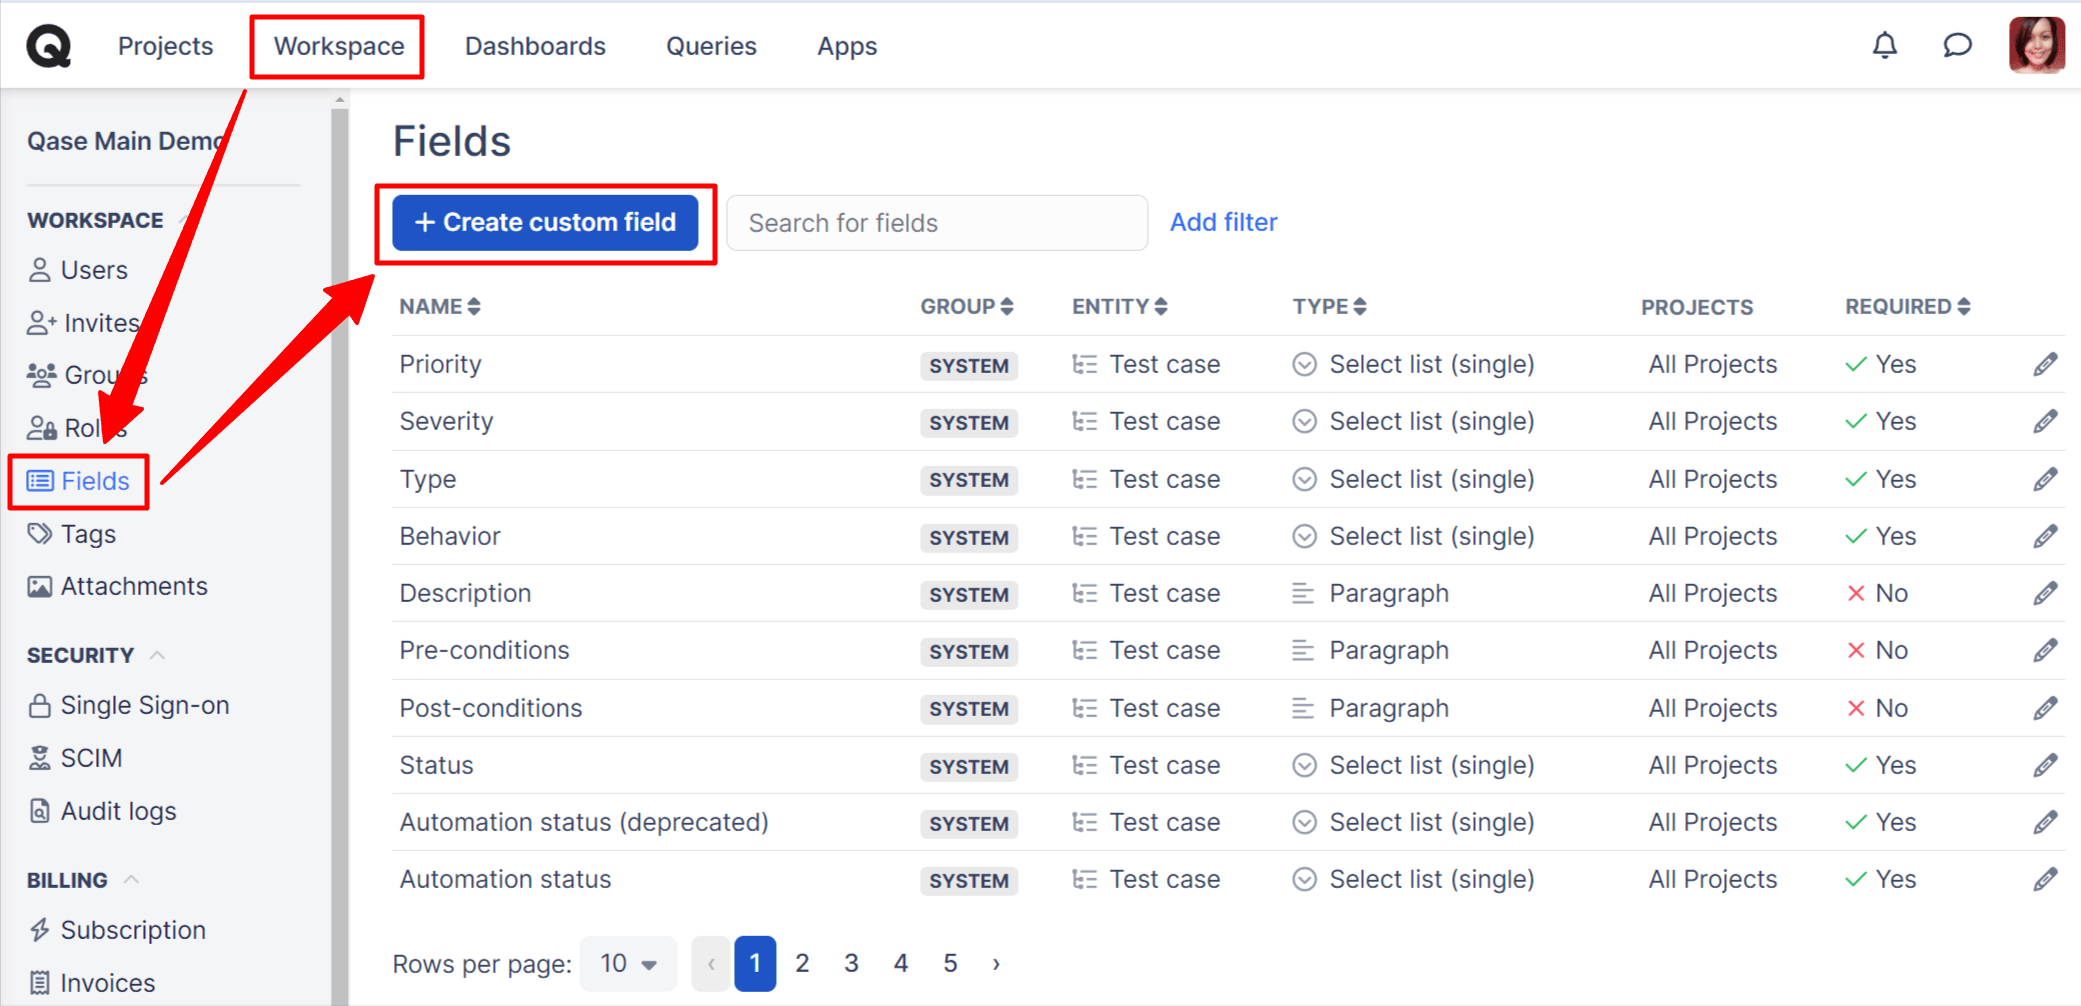 Projects Workspace Dashboards Queries Apps
Qase Main Demo
WORKSPACE
Users
Invites
Groups
Roles
Fields
Tags
Attachments
SECURITY
Single Sign-on
SCIM
Audit logs
BILLING
Subscription
Invoices
Fields
+ Create custom field Search for fields Add filter
NAME GROUP ENTITY TYPE PROJECTS REQUIRED
Priority SYSTEM Test case Select list (single) All Projects Yes
Severity SYSTEM Test case Select list (single) All Projects Yes
Type SYSTEM Test case Select list (single) All Projects Yes
Behavior SYSTEM Test case Select list (single) All Projects Yes
Description SYSTEM Test case Paragraph All Projects No
Pre-conditions SYSTEM Test case Paragraph All Projects No
Post-conditions SYSTEM Test case Paragraph All Projects No
Status SYSTEM Test case Select list (single) All Projects Yes
Automation status (deprecated) SYSTEM Test case Select list (single) All Projects Yes
Automation status SYSTEM Test case Select list (single) All Projects Yes
Rows per page: 10 ‹ 1 2 3 4 5 ›